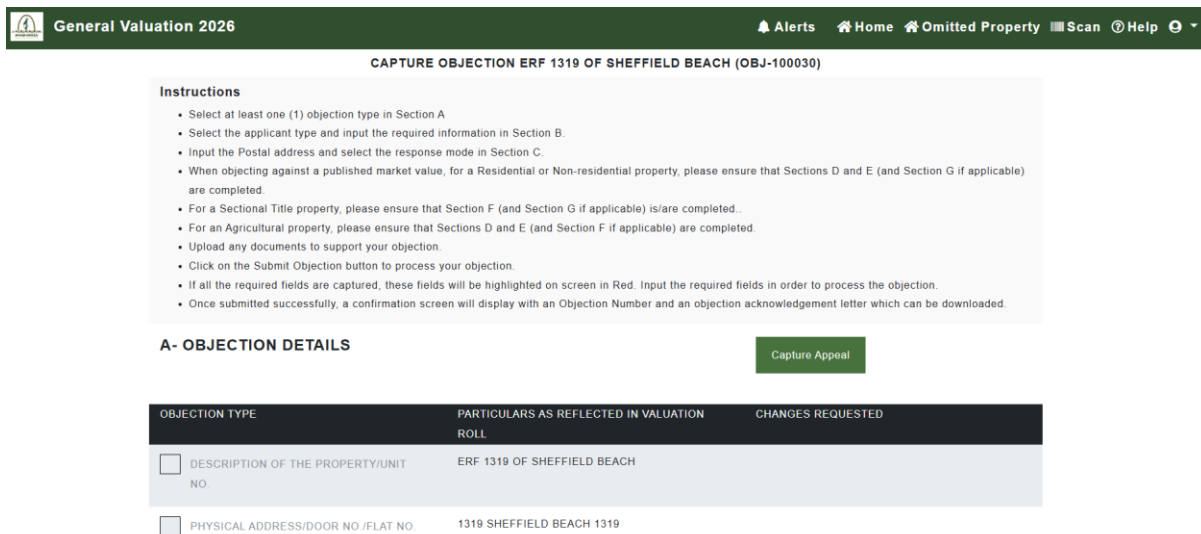 General Valuation 2026
Alerts Home Omitted Property Scan Help
CAPTURE OBJECTION ERF 1319 OF SHEFFIELD BEACH (OBJ-100030)
Instructions
• Select at least one (1) objection type in Section A
• Select the applicant type and input the required information in Section B.
• Input the Postal address and select the response mode in Section C.
• When objecting against a published market value, for a Residential or Non-residential property, please ensure that Sections D and E (and Section G if applicable)
are completed.
• For a Sectional Title property, please ensure that Section F (and Section G if applicable) is/are completed..
• For an Agricultural property, please ensure that Sections D and E (and Section F if applicable) are completed.
• Upload any documents to support your objection.
• Click on the Submit Objection button to process your objection.
• If all the required fields are captured, these fields will be highlighted on screen in Red. Input the required fields in order to process the objection.
• Once submitted successfully, a confirmation screen will display with an Objection Number and an objection acknowledgement letter which can be downloaded.
A- OBJECTION DETAILS
Capture Appeal
OBJECTION TYPE
PARTICULARS AS REFLECTED IN VALUATION
ROLL
CHANGES REQUESTED
DESCRIPTION OF THE PROPERTY/UNIT
NO.
ERF 1319 OF SHEFFIELD BEACH
PHYSICAL ADDRESS/DOOR NO./FLAT NO.
1319 SHEFFIELD BEACH 1319